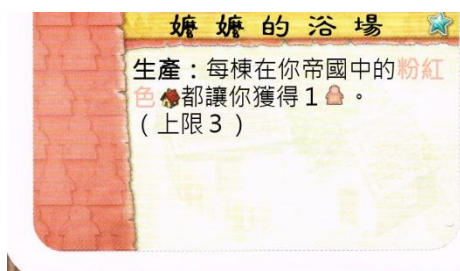 嬤嬤的浴場
生產：每棟在你帝國中的粉紅
色都讓你獲得1。
（上限3）